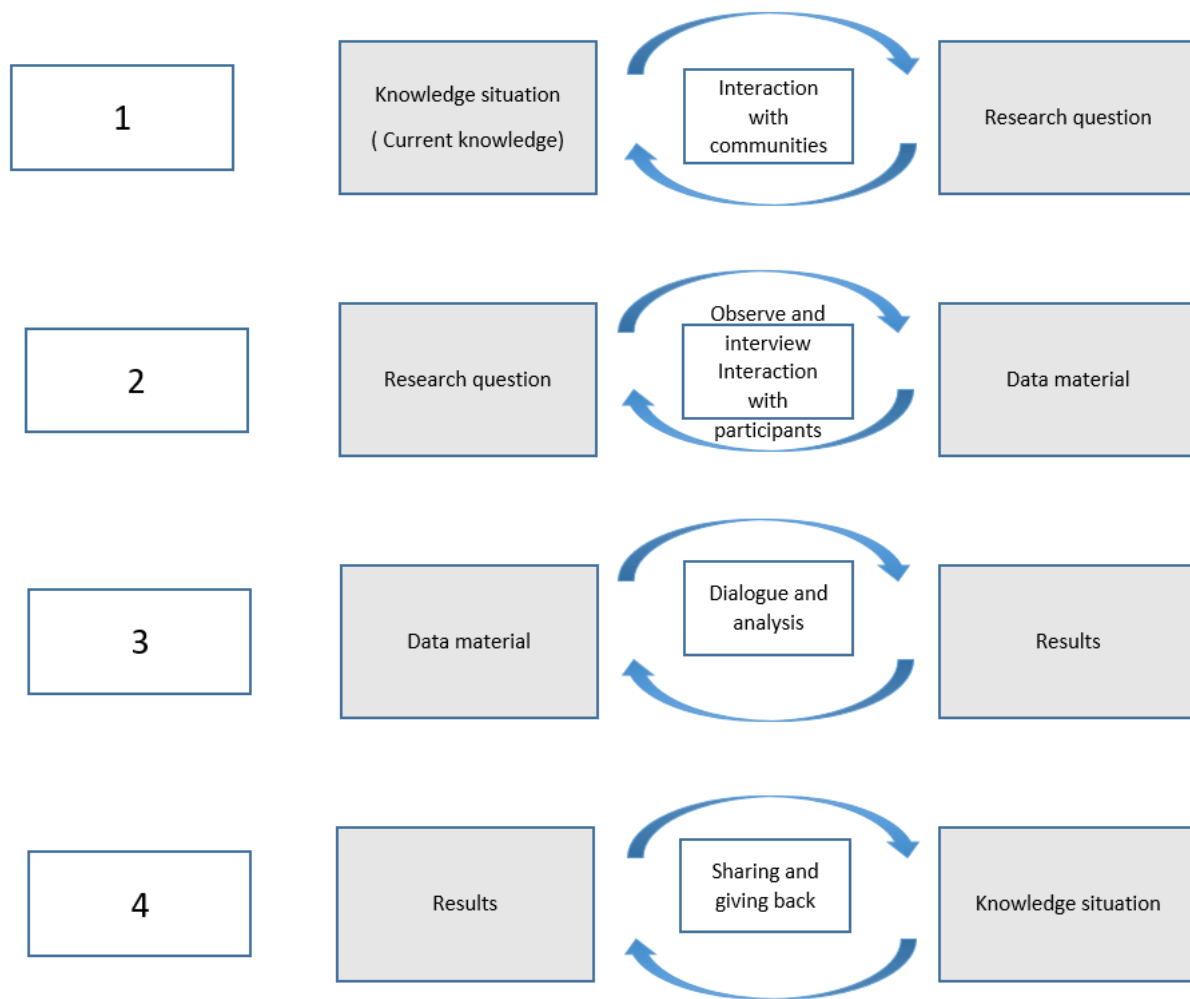 1
Knowledge situation
( Current knowledge)
Interaction
with
communities
Research question
2
Research question
Observe and
interview
Interaction
with
participants
Data material
3
Data material
Dialogue and
analysis
Results
4
Results
Sharing and
giving back
Knowledge situation